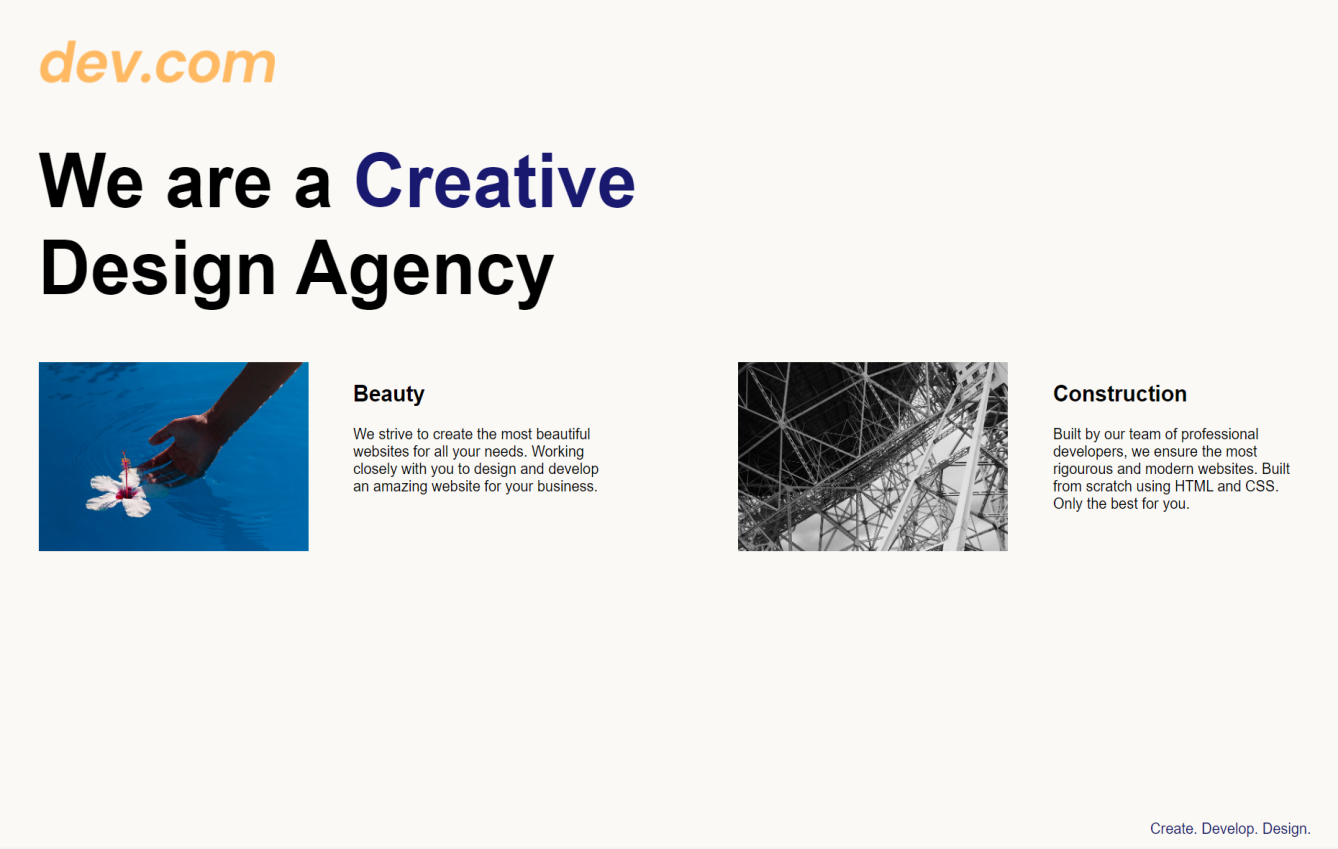 dev.com
We are a Creative
Design Agency
Beauty
We strive to create the most beautiful
websites for all your needs. Working
closely with you to design and develop
an amazing website for your business.
Construction
Built by our team of professional
developers, we ensure the most
rigourous and modern websites. Built
from scratch using HTML and CSS.
Only the best for you.
Create. Develop. Design.